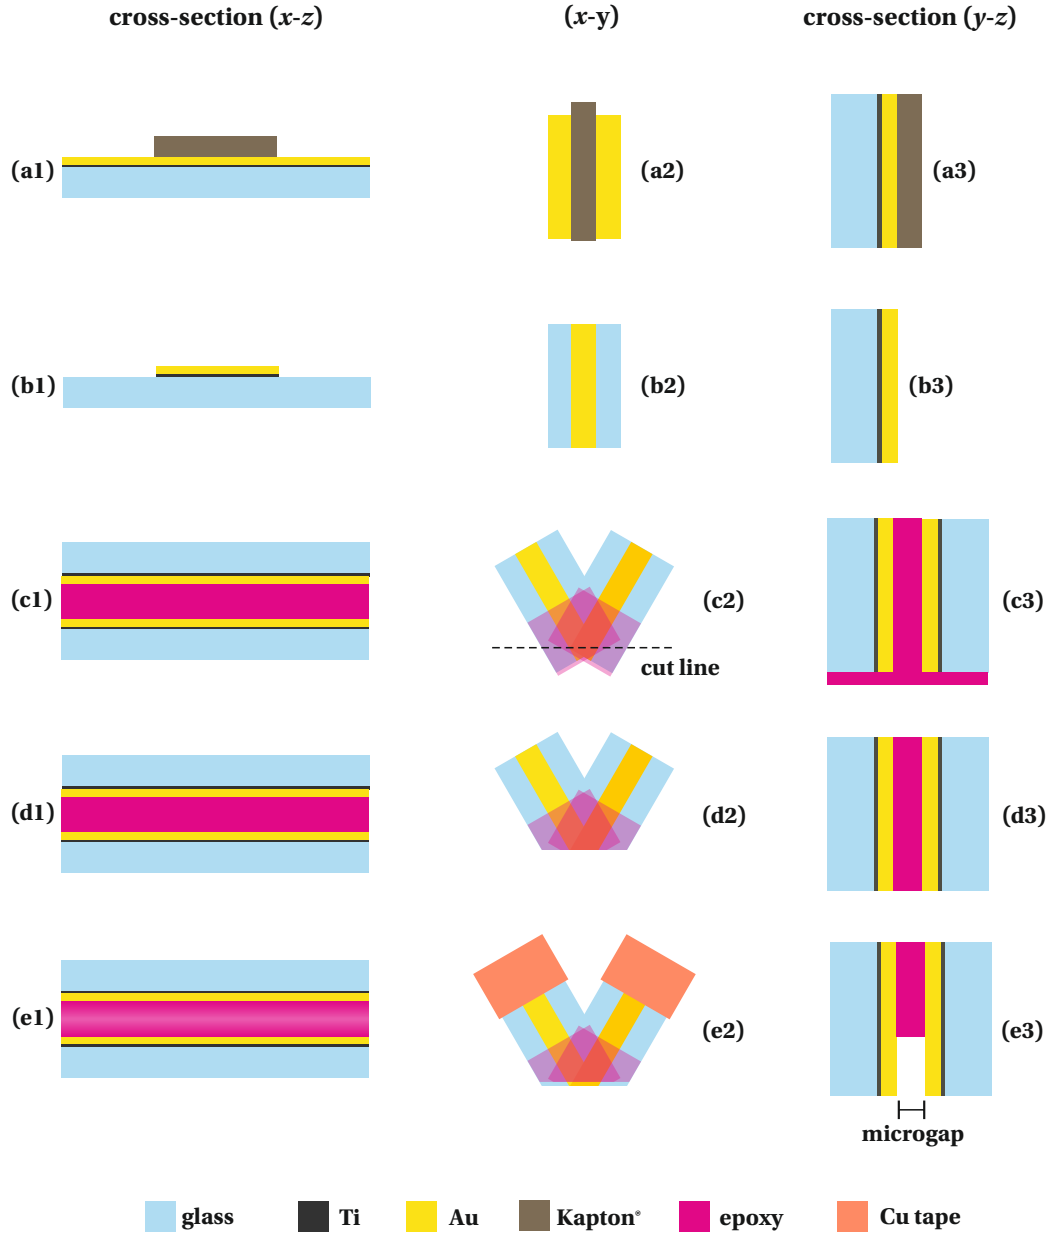 cross-section (x-z) (x-y) cross-section (y-z)
(a1) (a2) (a3)
(b1) (b2) (b3)
(c1) (c2) (c3)
cut line
(d1) (d2) (d3)
(e1) (e2) (e3)
microgap
glass Ti Au Kapton® epoxy Cu tape